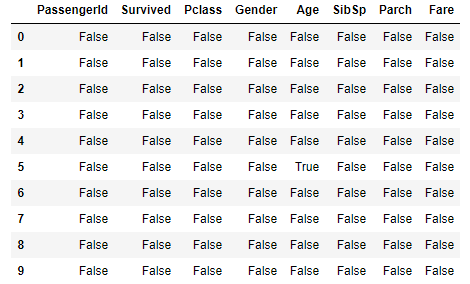 PassengerId Survived Pclass Gender Age SibSp Parch Fare
0 False False False False False False False False
1 False False False False False False False False
2 False False False False False False False False
3 False False False False False False False False
4 False False False False False False False False
5 False False False False True False False False
6 False False False False False False False False
7 False False False False False False False False
8 False False False False False False False False
9 False False False False False False False False